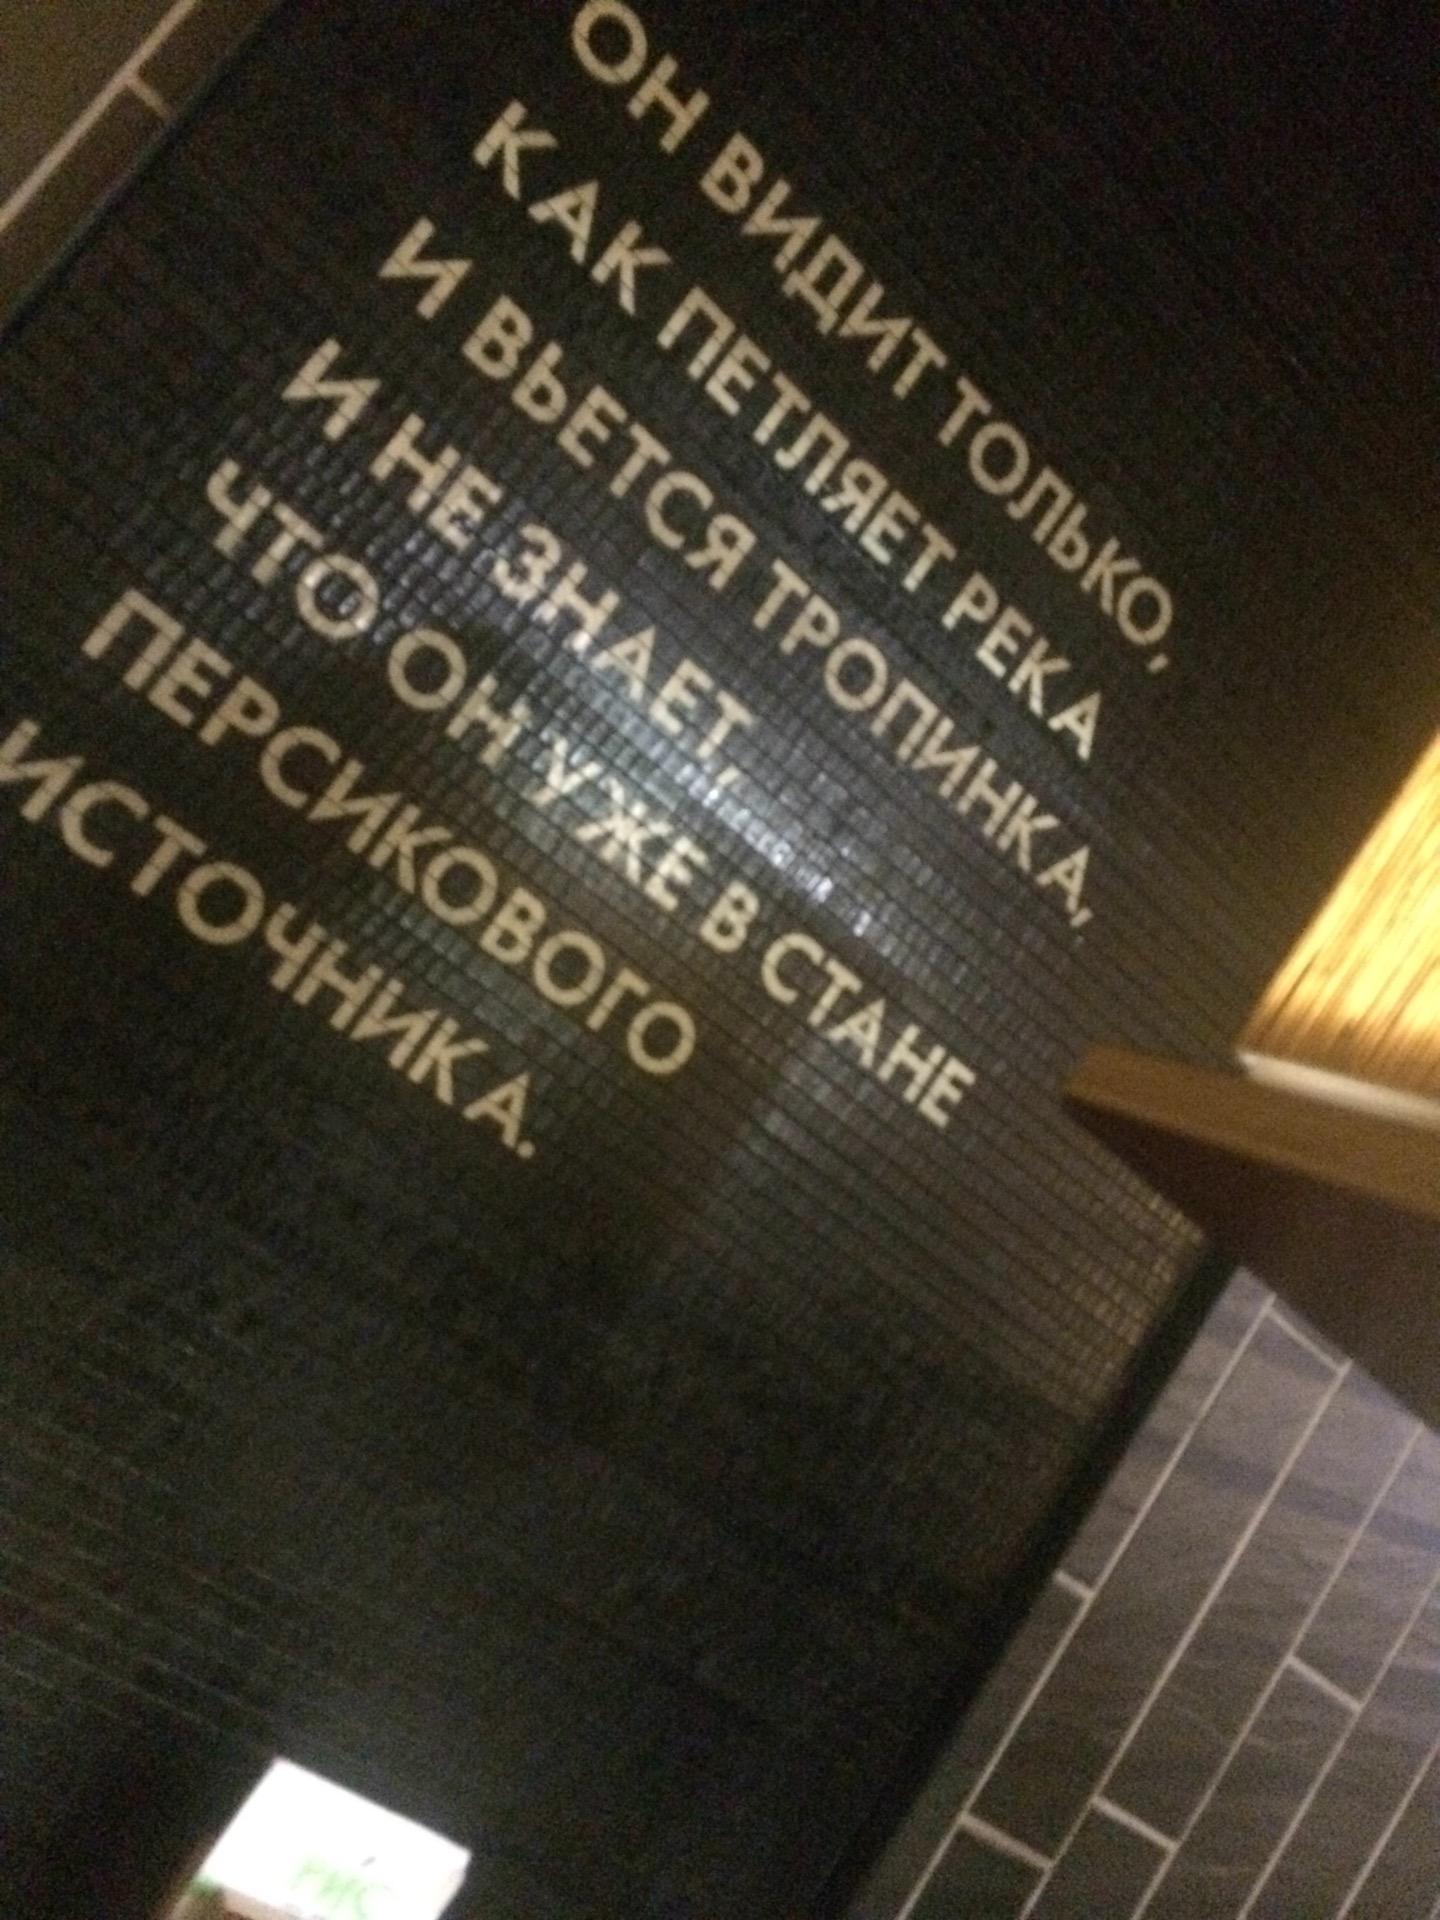 ОН ВИДИТ ТОЛЬКО,
КАК ПЕТЛЯЕТ РЕКА
И ВЬЕТСЯ ТРОПИНКА,
И НЕ ЗНАЕТ,
ЧТО ОН УЖЕ В СТАНЕ
ПЕРСИКОВОГО
ИСТОЧНИКА.